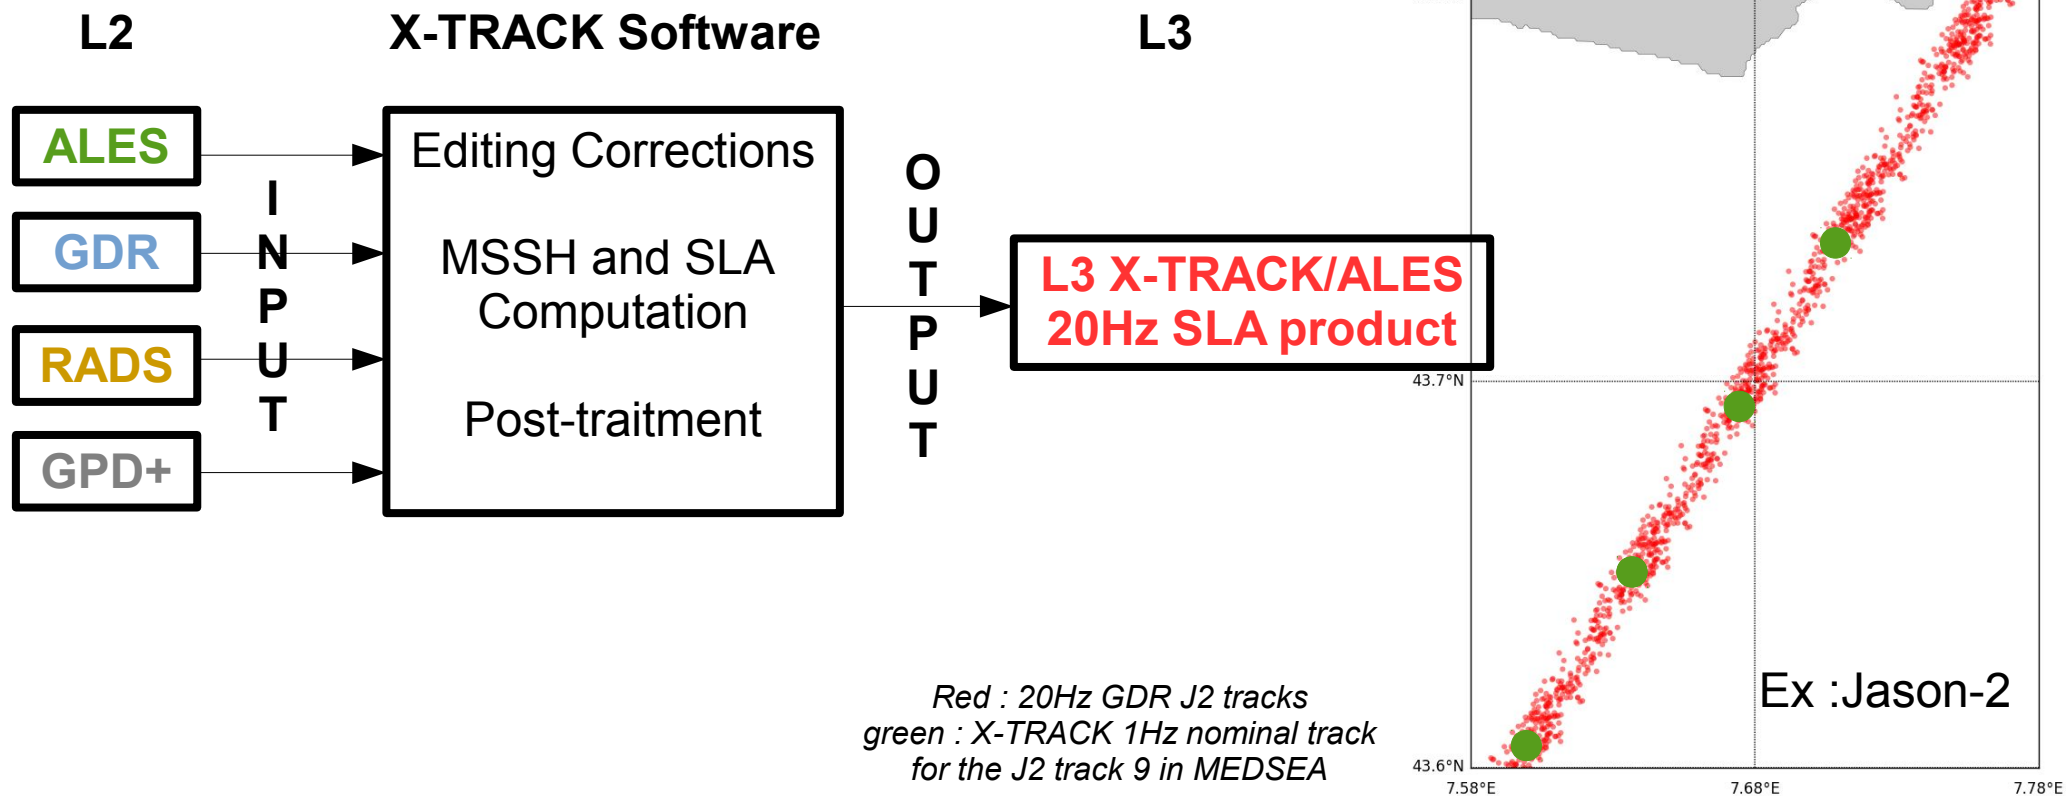 L2
X-TRACK Software
L3
ALES
GDR
RADS
GPD+
INPUT
Editing Corrections
MSSH and SLA
Computation
Post-traitment
OUTPUT
L3 X-TRACK/ALES
20Hz SLA product
Red : 20Hz GDR J2 tracks
green : X-TRACK 1Hz nominal track
for the J2 track 9 in MEDSEA
43.7°N
Ex :Jason-2
43.6°N
7.58°E
7.68°E
7.78°E